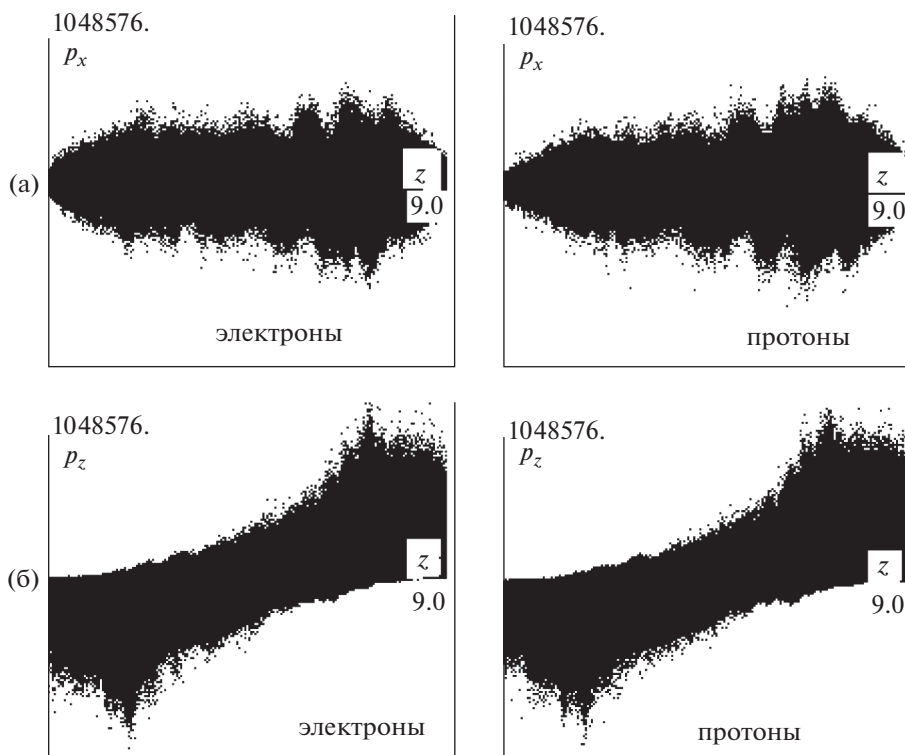 1048576.
p_x
z
9.0
(а)
электроны
1048576.
p_x
z
9.0
протоны
1048576.
p_z
z
9.0
(б)
электроны
1048576.
p_z
z
9.0
протоны